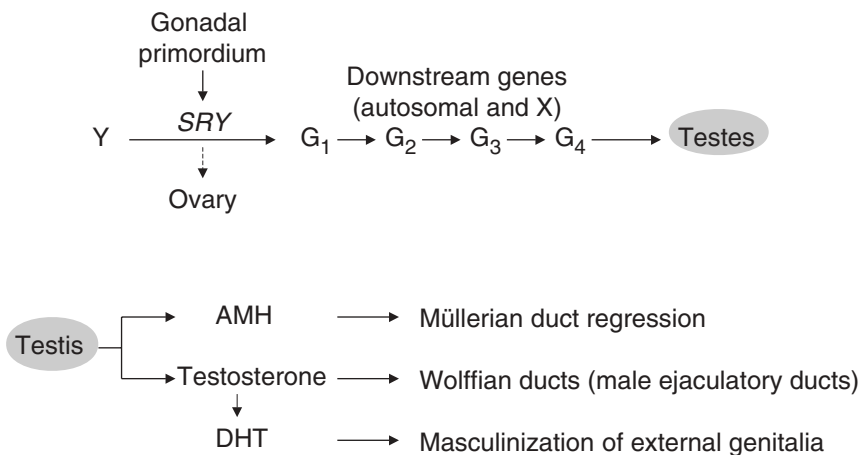 Gonadal
primordium
Downstream genes
(autosomal and X)
Y SRY G1 G2 G3 G4 Testes
Ovary
Testis
AMH Müllerian duct regression
Testosterone Wolffian ducts (male ejaculatory ducts)
DHT Masculinization of external genitalia